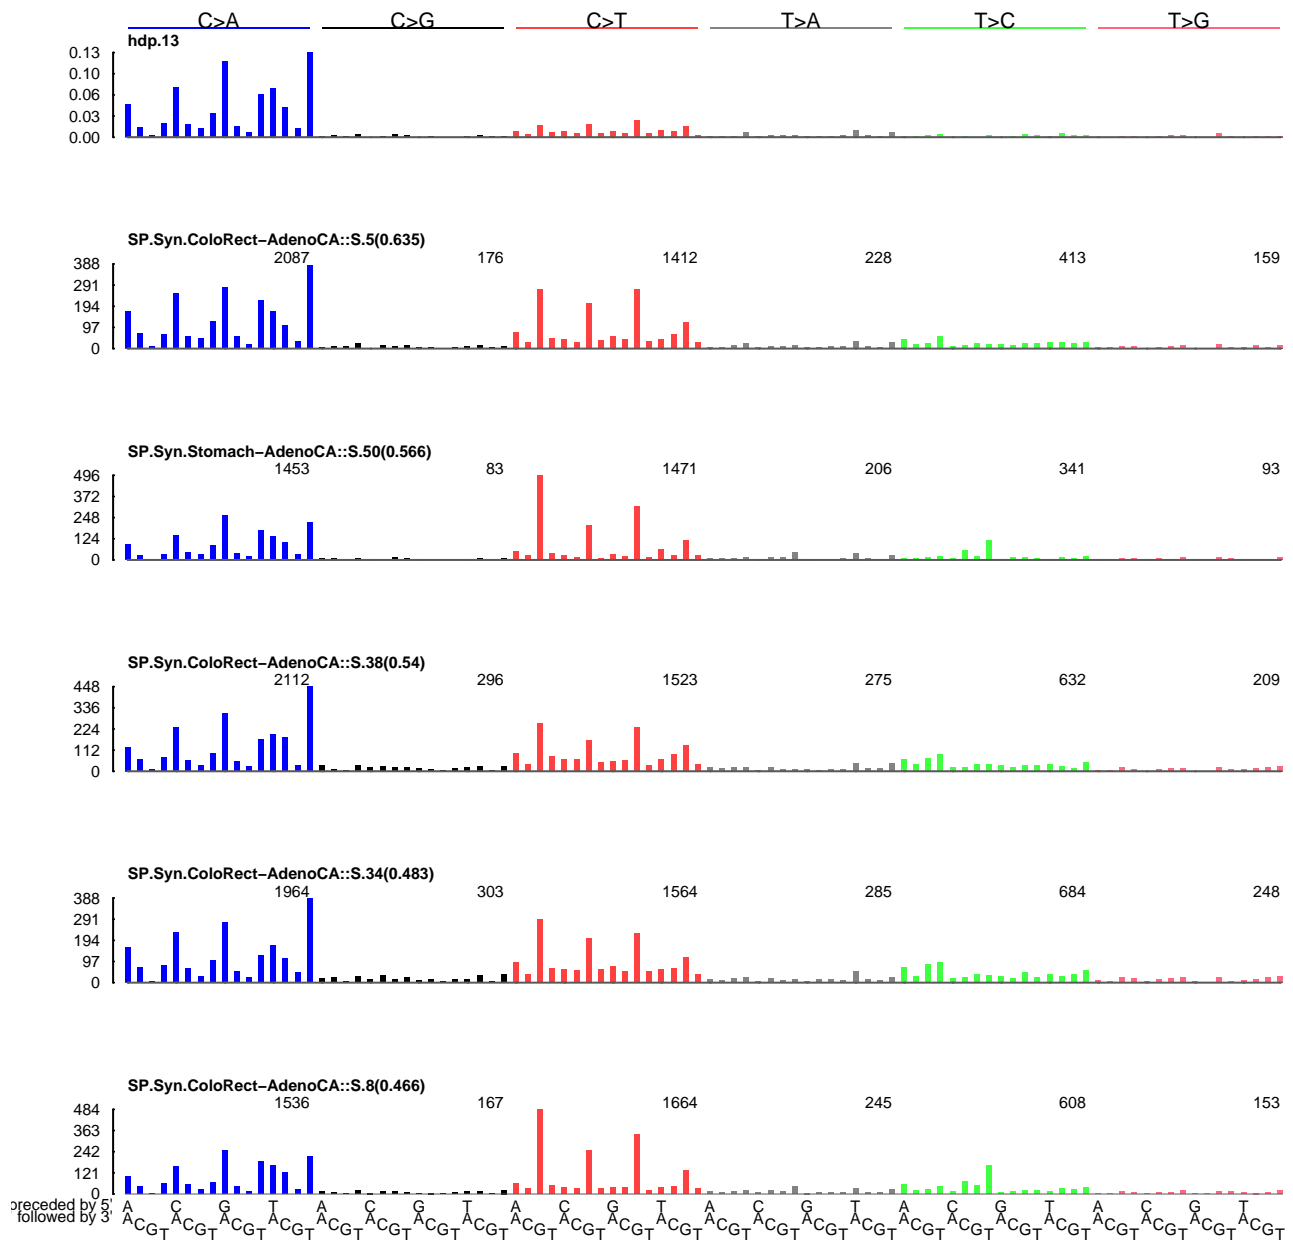 C>A C>G C>T T>A T>C T>G
hdp.13
0.13
0.10
0.06
0.03
0.00
SP.Syn.ColoRect−AdenoCA::S.5(0.635)
2087 176 1412 228 413 159
388
291
194
97
0
SP.Syn.Stomach−AdenoCA::S.50(0.566)
1453 83 1471 206 341 93
496
372
248
124
0
SP.Syn.ColoRect−AdenoCA::S.38(0.54)
2112 296 1523 275 632 209
448
336
224
112
0
SP.Syn.ColoRect−AdenoCA::S.34(0.483)
1964 303 1564 285 684 248
388
291
194
97
0
SP.Syn.ColoRect−AdenoCA::S.8(0.466)
1536 167 1664 245 608 153
484
363
242
121
0
preceded by 5' A C G T A C G T A C G T A C G T A C G T A C G T
followed by 3' A C G T A C G T A C G T A C G T A C G T A C G T A C G T A C G T A C G T A C G T A C G T A C G T A C G T A C G T A C G T A C G T A C G T A C G T A C G T A C G T A C G T A C G T A C G T A C G T